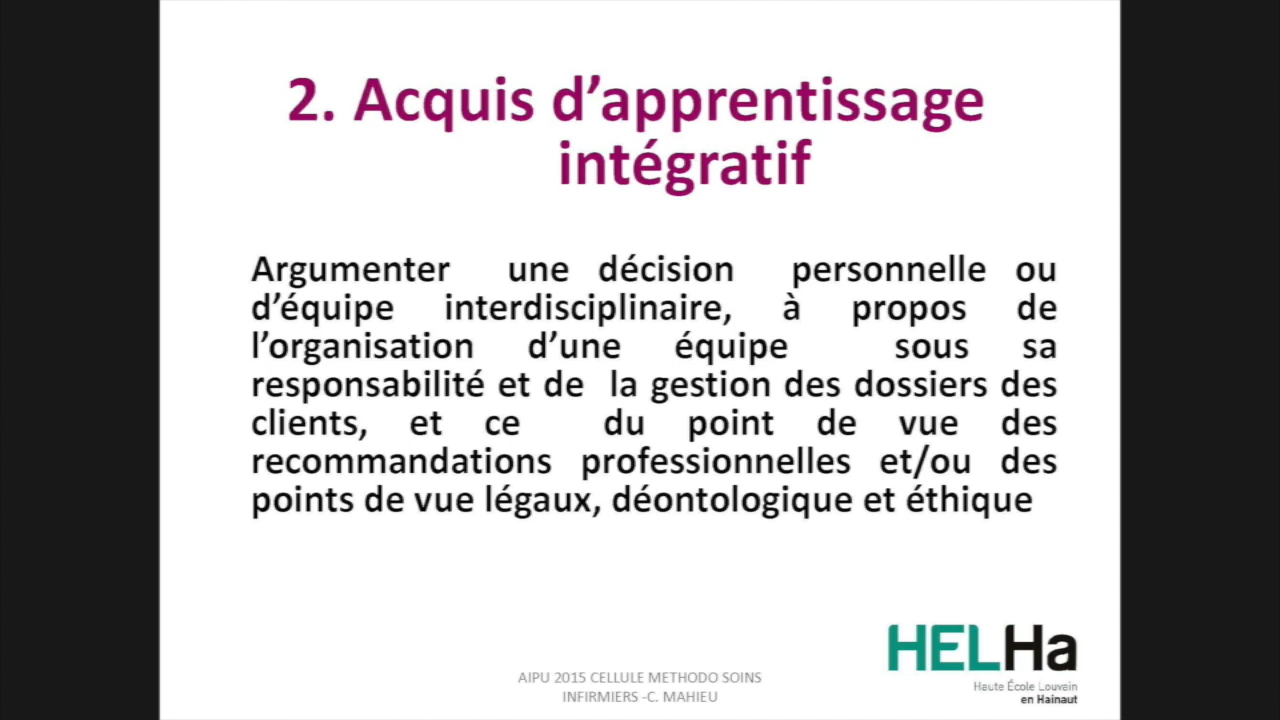 2. Acquis d’apprentissage
intégratif
Argumenter une décision personnelle ou
d’équipe interdisciplinaire, à propos de
l’organisation d’une équipe sous sa
responsabilité et de la gestion des dossiers des
clients, et ce du point de vue des
recommandations professionnelles et/ou des
points de vue légaux, déontologique et éthique
HELHa
Haute École Louvain
en Hainaut
AIPU 2015 CELLULE METHODO SOINS
INFIRMIERS -C. MAHIEU